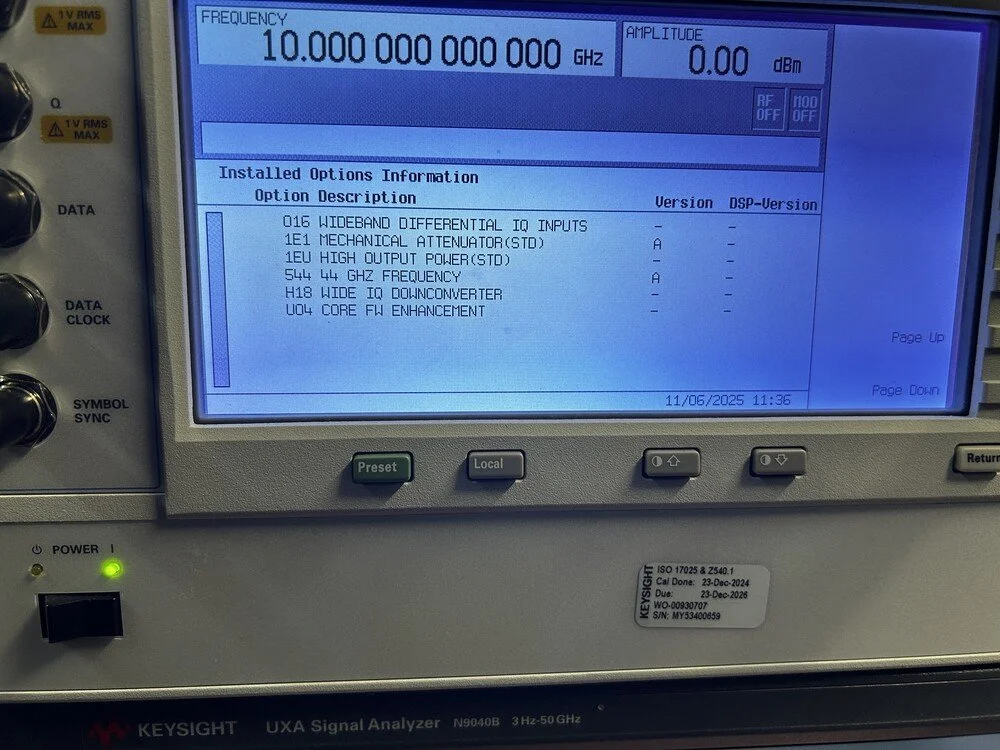 1 V RMS
MAX
Q
1 V RMS
MAX
DATA
DATA
CLOCK
SYMBOL
SYNC
FREQUENCY
10.000 000 000 000 GHz
AMPLITUDE
0.00 dBm
RF
OFF
MOD
OFF
Installed Options Information
Option Description Version DSP-Version
016 WIDEBAND DIFFERENTIAL IQ INPUTS - -
1E1 MECHANICAL ATTENUATOR(STD) A -
1EU HIGH OUTPUT POWER(STD) - -
544 44 GHZ FREQUENCY A -
H18 WIDE IQ DOWNCONVERTER - -
U04 CORE FW ENHANCEMENT - -
Page Up
Page Down
11/06/2025 11:36
Preset
Local
Return
POWER
KEYSIGHT
ISO 17025 & Z540.1
Cal Done: 23-Dec-2024
Due: 23-Dec-2026
WO-00930707
S/N: MY53400659
KEYSIGHT UXA Signal Analyzer N9040B 3 Hz-50 GHz